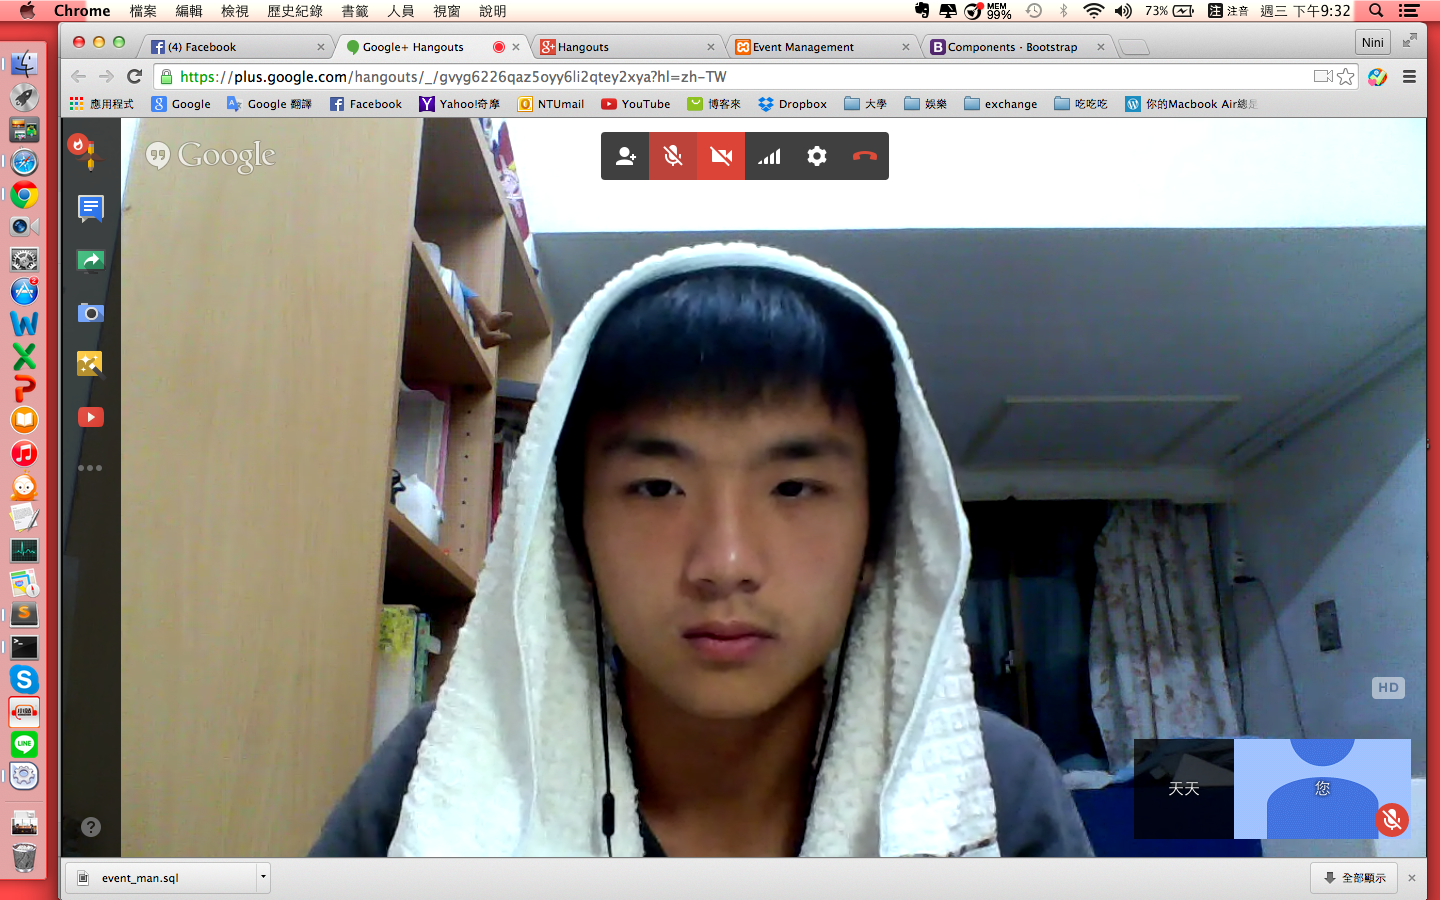 Chrome 檔案 編輯 檢視 歷史紀錄 書籤 人員 視窗 說明 MEM 99% 73% 注 注音 週三 下午9:32
(4) Facebook Google+ Hangouts Hangouts Event Management Components · Bootstrap Nini
https://plus.google.com/hangouts/_/gvyg6226qaz5oyy6li2qtey2xya?hl=zh-TW
應用程式 Google Google 翻譯 Facebook Yahoo!奇摩 NTUmail YouTube 博客來 Dropbox 大學 娛樂 exchange 吃吃吃 你的Macbook Air總是
Google
HD
天天 您
?
event_man.sql 全部顯示